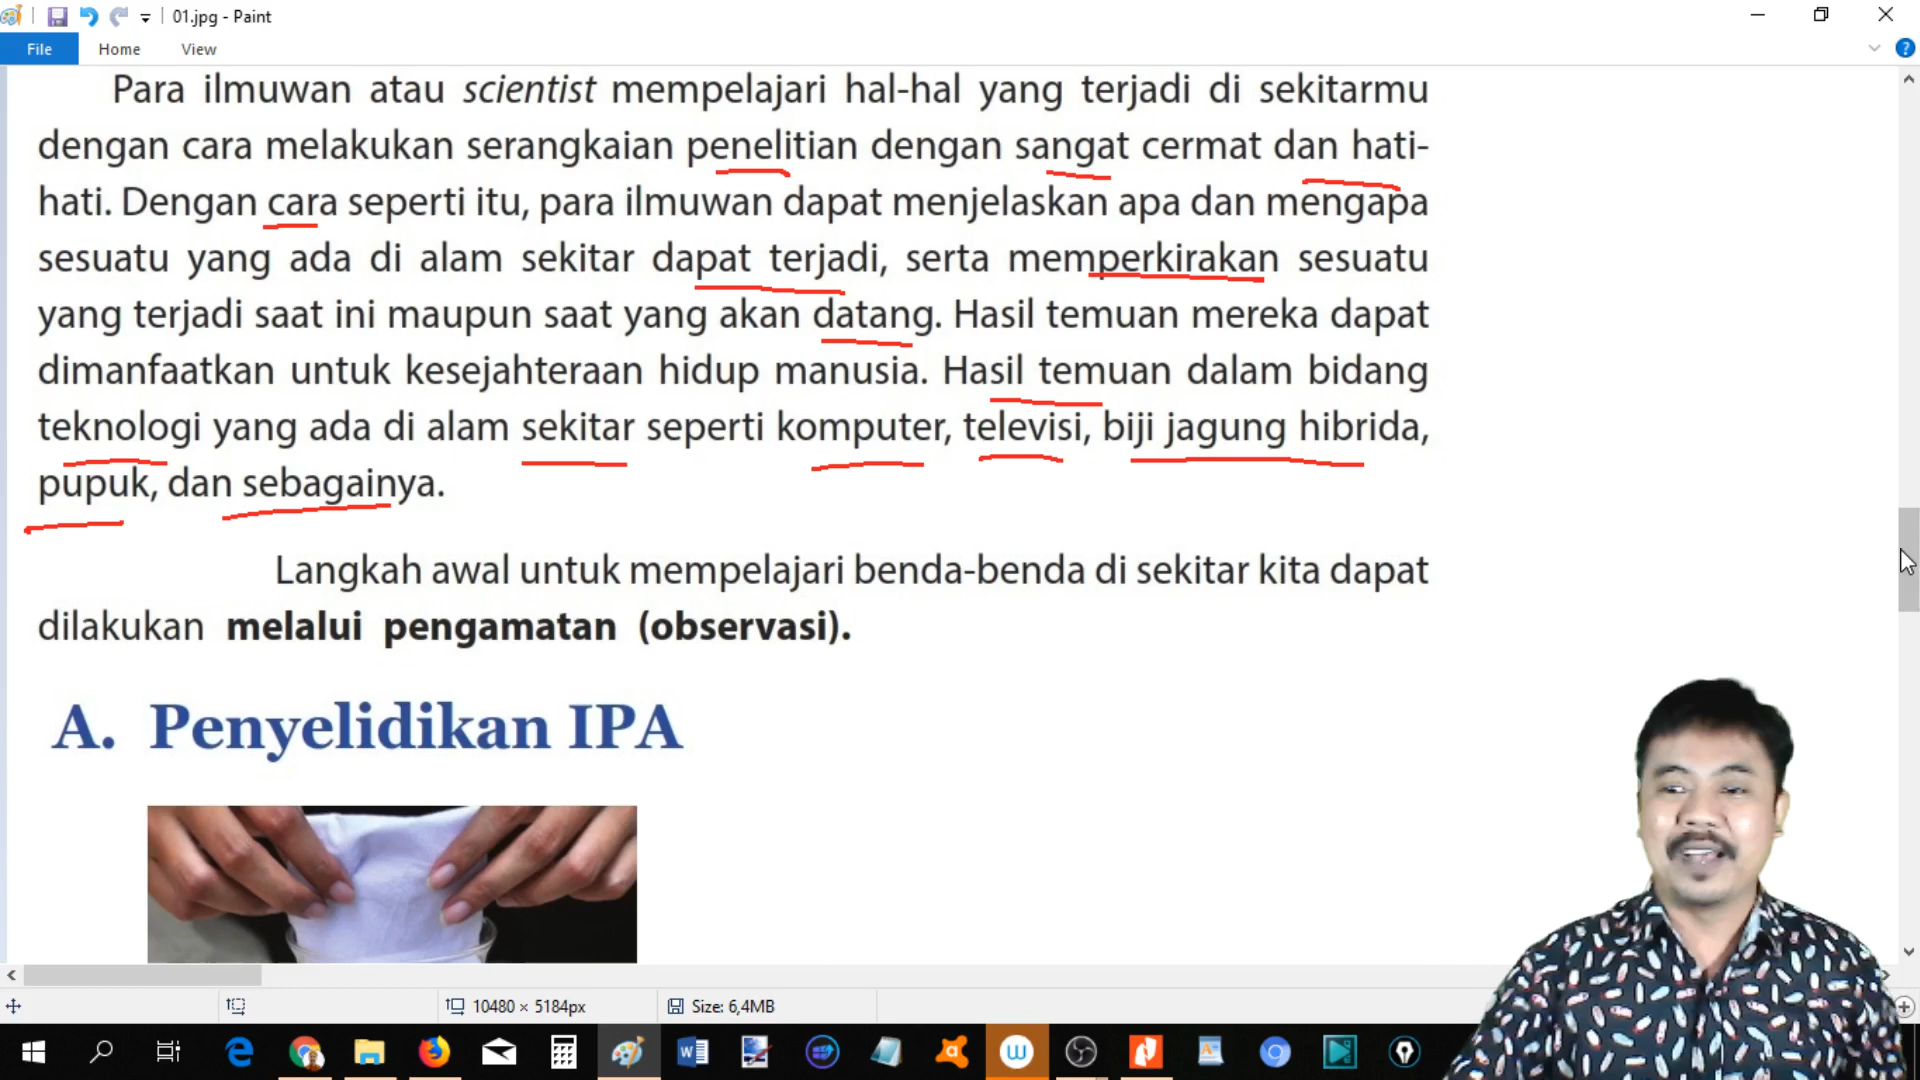 01.jpg - Paint
File
Home
View
Para ilmuwan atau scientist mempelajari hal-hal yang terjadi di sekitarmu
dengan cara melakukan serangkaian penelitian dengan sangat cermat dan hati-
hati. Dengan cara seperti itu, para ilmuwan dapat menjelaskan apa dan mengapa
sesuatu yang ada di alam sekitar dapat terjadi, serta memperkirakan sesuatu
yang terjadi saat ini maupun saat yang akan datang. Hasil temuan mereka dapat
dimanfaatkan untuk kesejahteraan hidup manusia. Hasil temuan dalam bidang
teknologi yang ada di alam sekitar seperti komputer, televisi, biji jagung hibrida,
pupuk, dan sebagainya.
Langkah awal untuk mempelajari benda-benda di sekitar kita dapat
dilakukan melalui pengamatan (observasi).
A. Penyelidikan IPA
10480 × 5184px
Size: 6,4MB